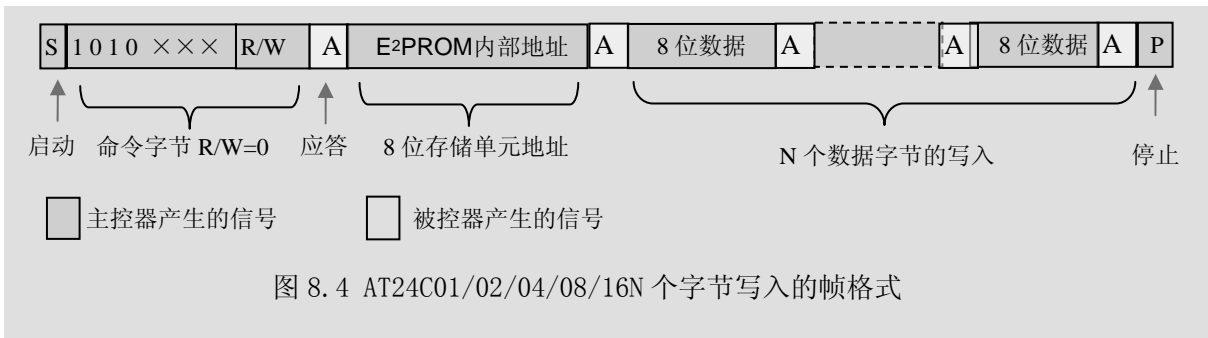 S 1010 ××× R/W A E2PROM内部地址 A 8 位数据 A A 8 位数据 A P
启动 命令字节 R/W=0 应答 8 位存储单元地址 N 个数据字节的写入 停止
主控器产生的信号 被控器产生的信号
图 8.4 AT24C01/02/04/08/16N 个字节写入的帧格式